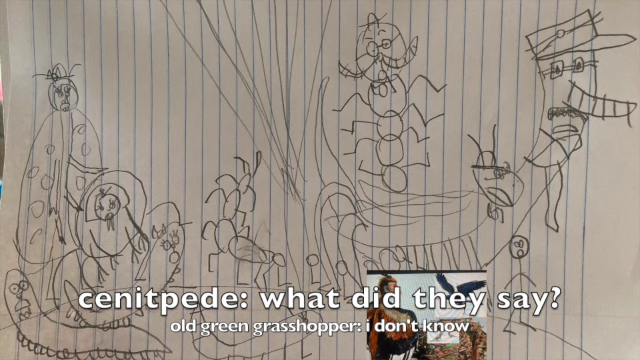 cenitpede: what did they say?
old green grasshopper: i don't know